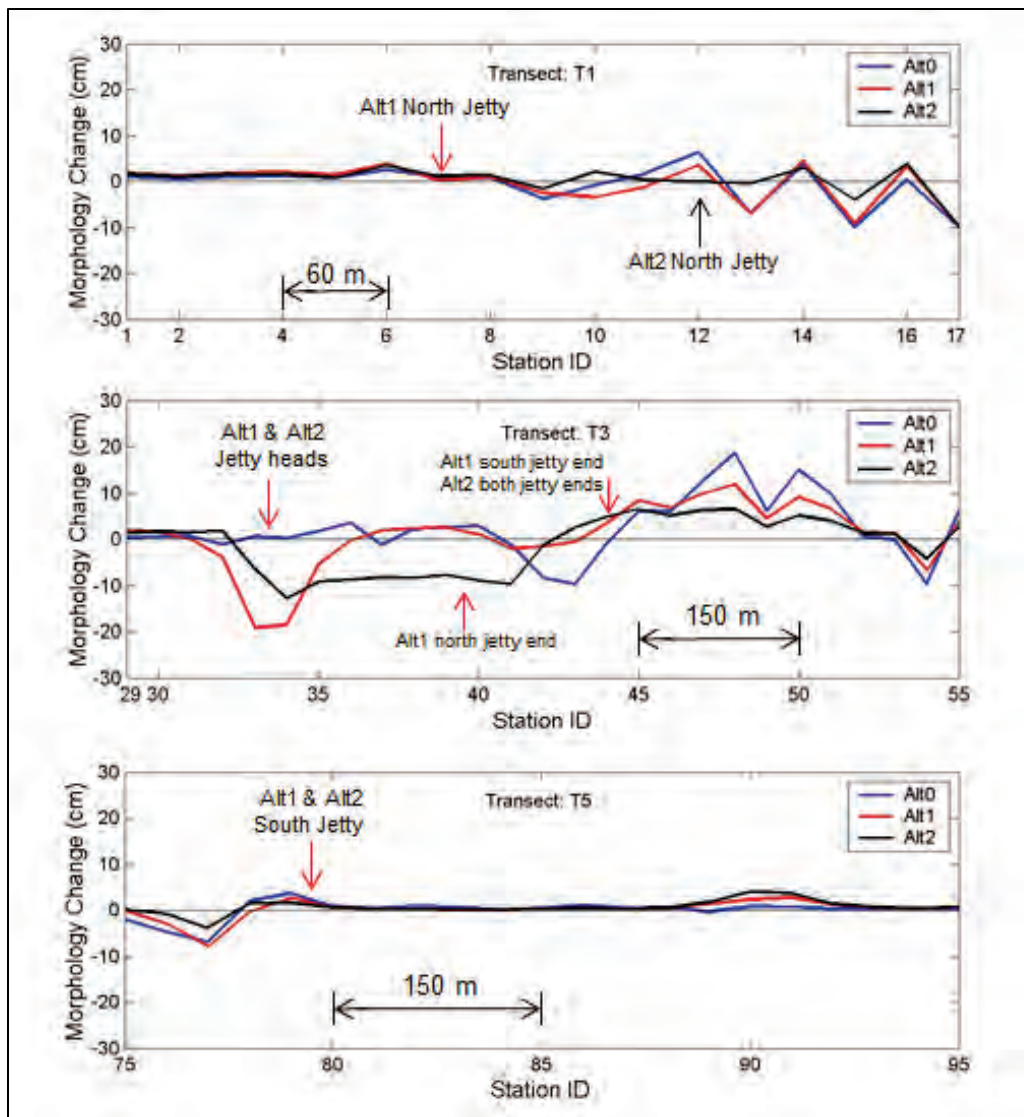 Morphology Change (cm)
30
20
10
0
-10
-20
-30
Transect: T1
Alt0
Alt1
Alt2
Alt1 North Jetty
Alt2 North Jetty
60 m
1 2 4 6 8 10 12 14 16 17
Station ID
Morphology Change (cm)
30
20
10
0
-10
-20
-30
Alt1 & Alt2
Jetty heads
Transect: T3
Alt1 south jetty end
Alt2 both jetty ends
Alt0
Alt1
Alt2
Alt1 north jetty end
150 m
29 30 35 40 45 50 55
Station ID
Morphology Change (cm)
30
20
10
0
-10
-20
-30
Alt1 & Alt2
South Jetty
Transect: T5
Alt0
Alt1
Alt2
150 m
75 80 85 90 95
Station ID